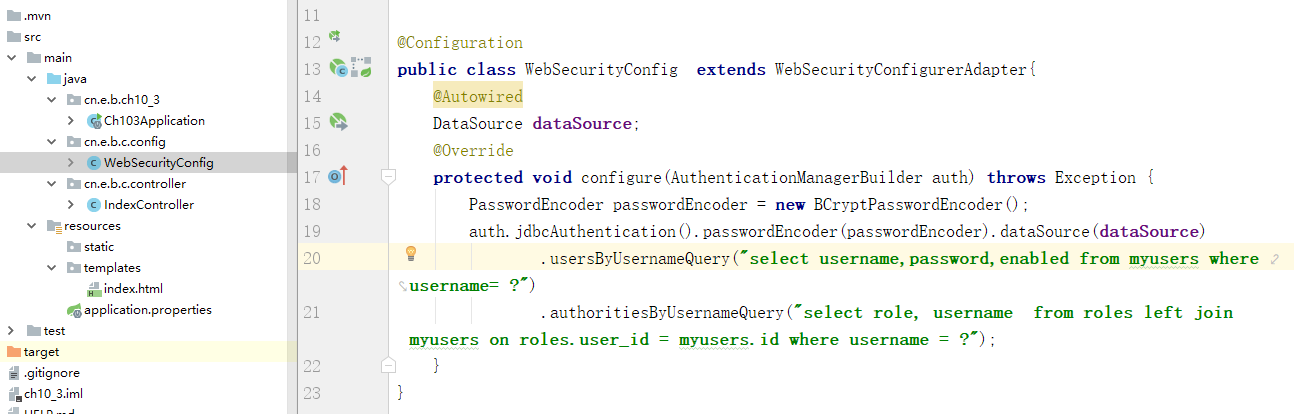 .mvn
src
main
java
cn.e.b.ch10_3
Ch103Application
cn.e.b.c.config
WebSecurityConfig
cn.e.b.c.controller
IndexController
resources
static
templates
index.html
application.properties
test
target
.gitignore
ch10_3.iml
HELP.md
11
12 @Configuration
13 public class WebSecurityConfig  extends WebSecurityConfigurerAdapter{
14 @Autowired
15 DataSource dataSource;
16 @Override
17 protected void configure(AuthenticationManagerBuilder auth) throws Exception {
18 PasswordEncoder passwordEncoder = new BCryptPasswordEncoder();
19 auth.jdbcAuthentication().passwordEncoder(passwordEncoder).dataSource(dataSource)
20 .usersByUsernameQuery("select username,password,enabled from myusers where
username= ?")
21 .authoritiesByUsernameQuery("select role, username  from roles left join
myusers on roles.user_id = myusers.id where username = ?");
22 }
23 }